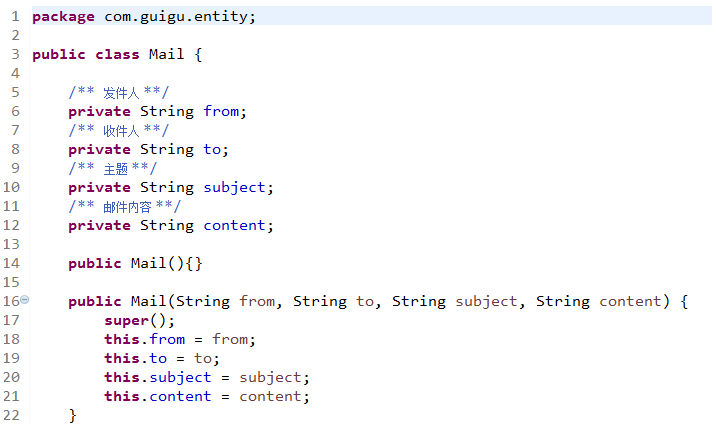 1 package com.guigu.entity;
2
3 public class Mail {
4
5     /** 发件人 **/
6     private String from;
7     /** 收件人 **/
8     private String to;
9     /** 主题 **/
10     private String subject;
11     /** 邮件内容 **/
12     private String content;
13
14     public Mail(){}
15
16     public Mail(String from, String to, String subject, String content) {
17         super();
18         this.from = from;
19         this.to = to;
20         this.subject = subject;
21         this.content = content;
22     }